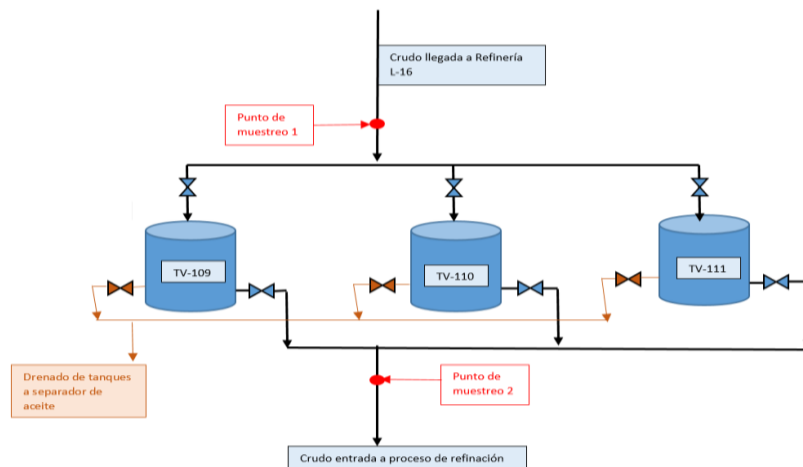 Crudo llegada a Refinería
L-16
Punto de
muestreo 1
TV-109
TV-110
TV-111
Drenado de tanques
a separador de
aceite
Punto de
muestreo 2
Crudo entrada a proceso de refinación